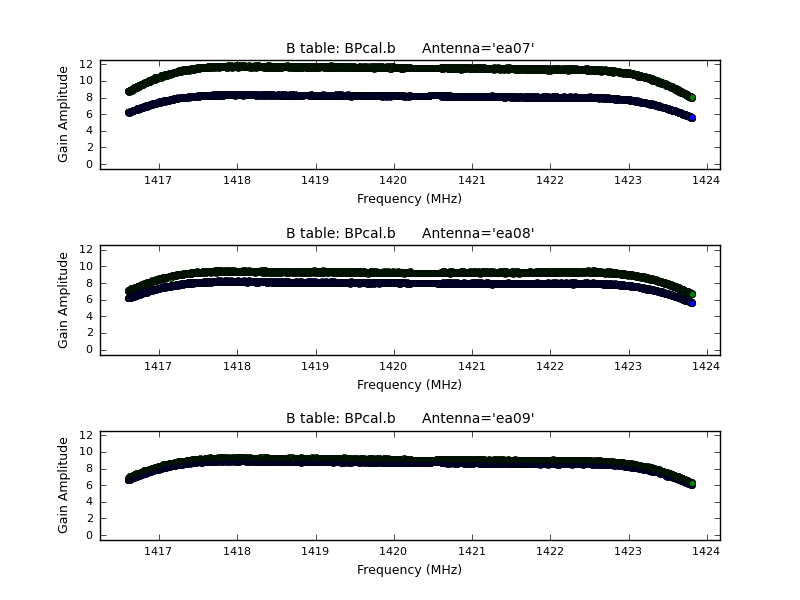 B table: BPcal.b Antenna='ea07'
12
10
8
6
4
2
0
Gain Amplitude
1417 1418 1419 1420 1421 1422 1423 1424
Frequency (MHz)
B table: BPcal.b Antenna='ea08'
12
10
8
6
4
2
0
Gain Amplitude
1417 1418 1419 1420 1421 1422 1423 1424
Frequency (MHz)
B table: BPcal.b Antenna='ea09'
12
10
8
6
4
2
0
Gain Amplitude
1417 1418 1419 1420 1421 1422 1423 1424
Frequency (MHz)